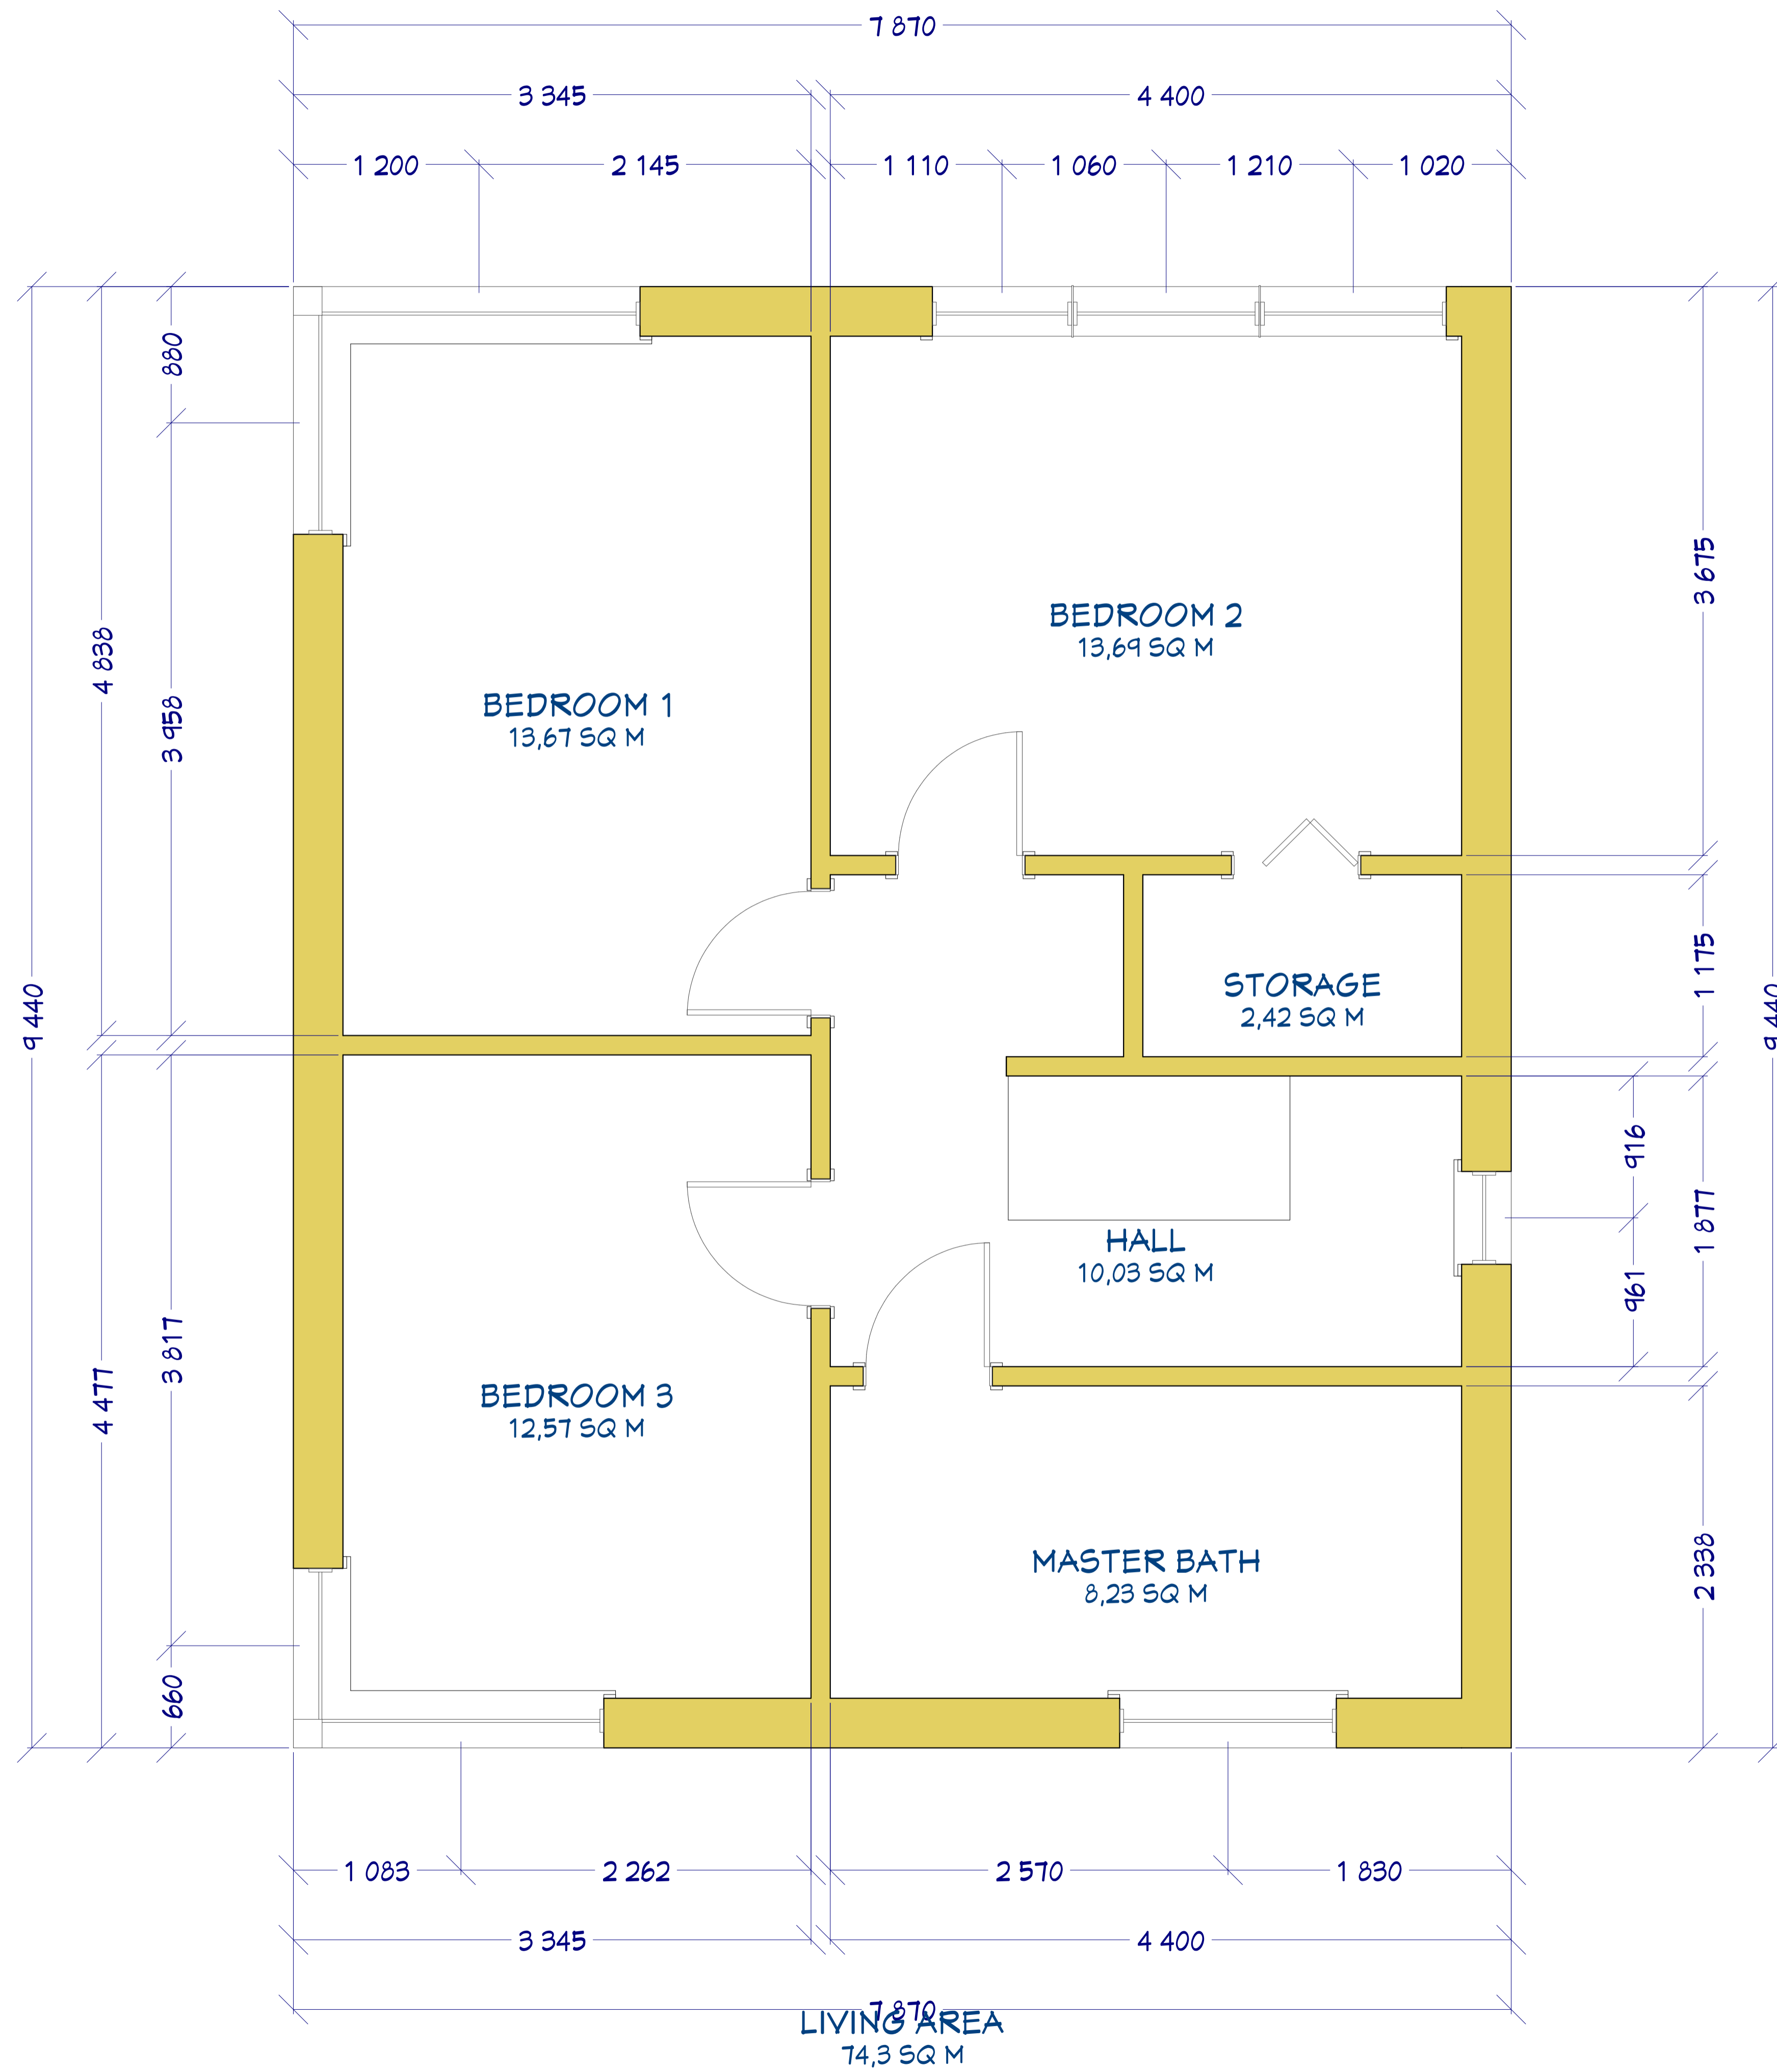 7 870
3 345
4 400
1 200
2 145
1 110
1 060
1 210
1 020
880
3 675
BEDROOM 2
13,69 SQ M
4 838
BEDROOM 1
13,67 SQ M
3 958
1 175
STORAGE
2,42 SQ M
9 440
9 440
916
1 877
HALL
10,03 SQ M
961
3 817
4 477
BEDROOM 3
12,57 SQ M
MASTER BATH
8,23 SQ M
2 338
660
1 083
2 262
2 570
1 830
3 345
4 400
7 870
LIVING AREA
74,3 SQ M